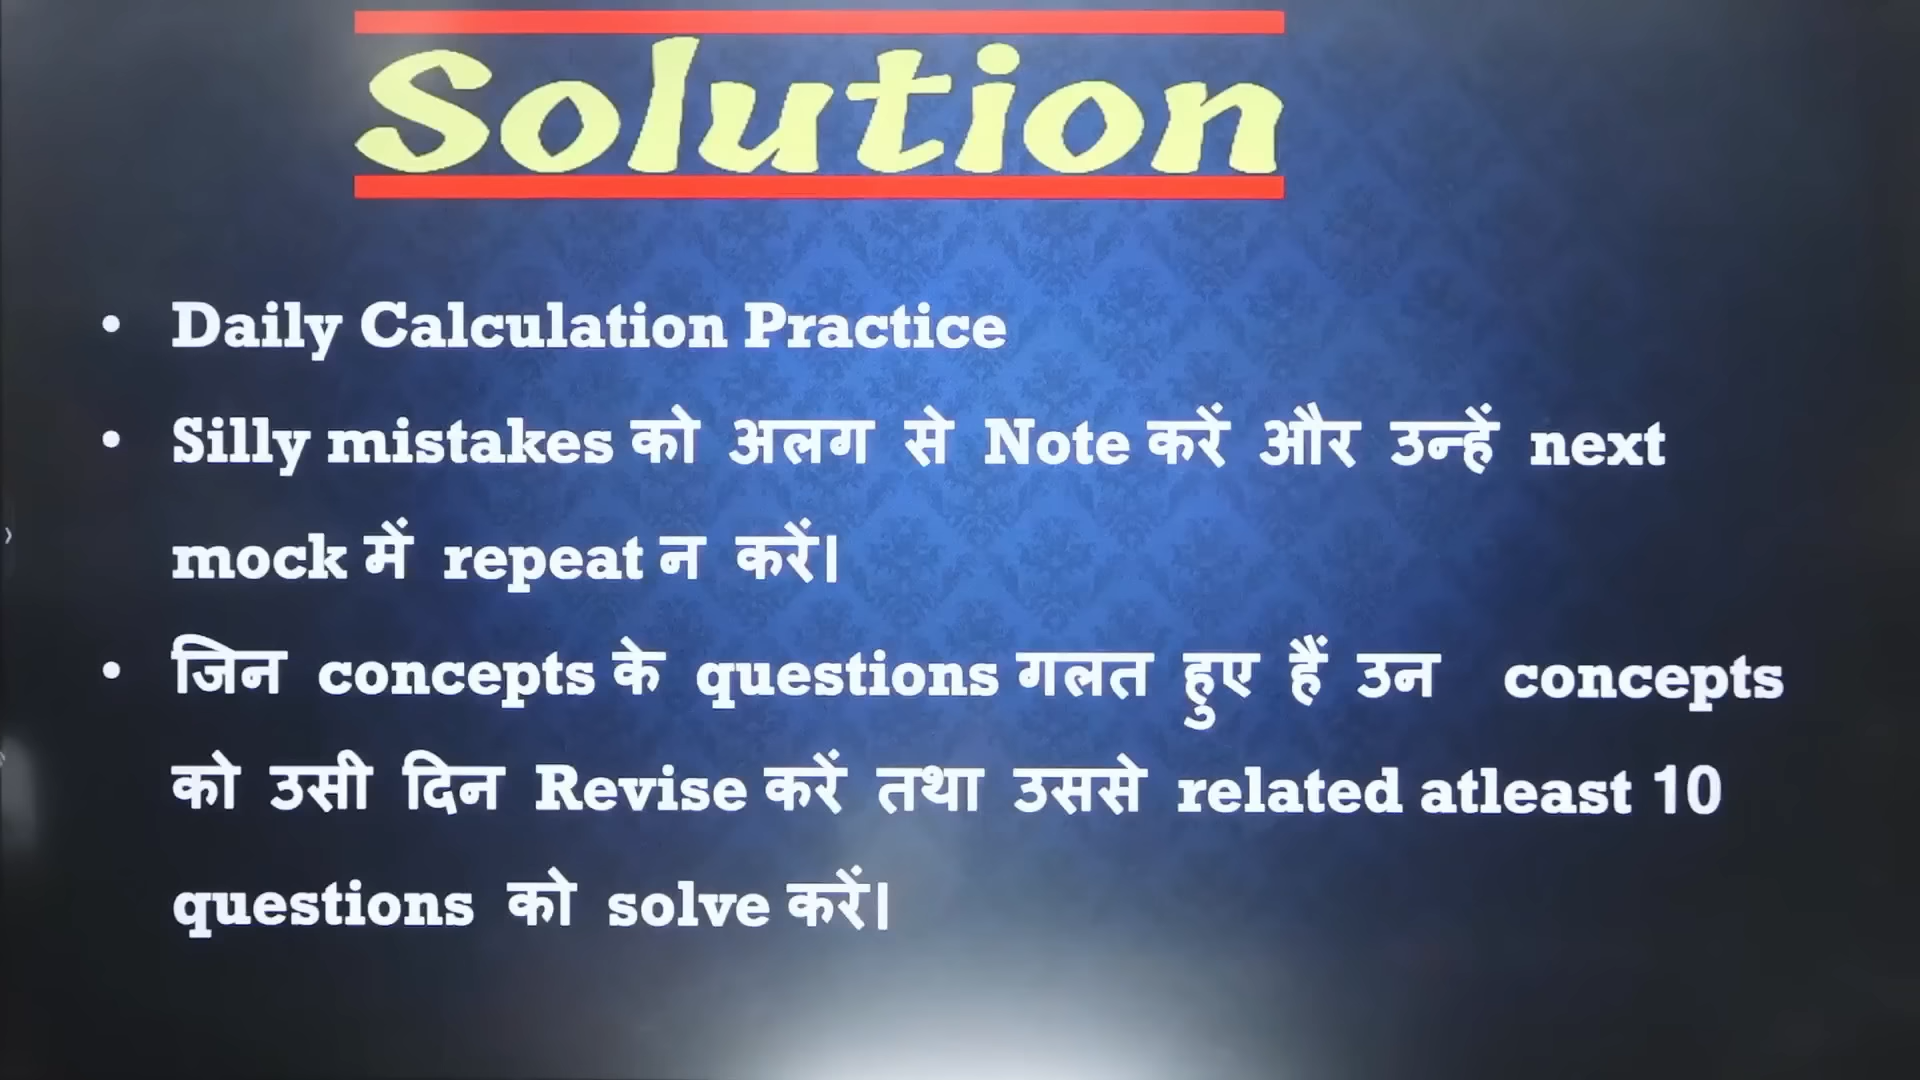 Solution
• Daily Calculation Practice
• Silly mistakes को अलग से Note करें और उन्हें next
mock में repeat न करें।
• जिन concepts के questions गलत हुए हैं उन concepts
को उसी दिन Revise करें तथा उससे related atleast 10
questions को solve करें।